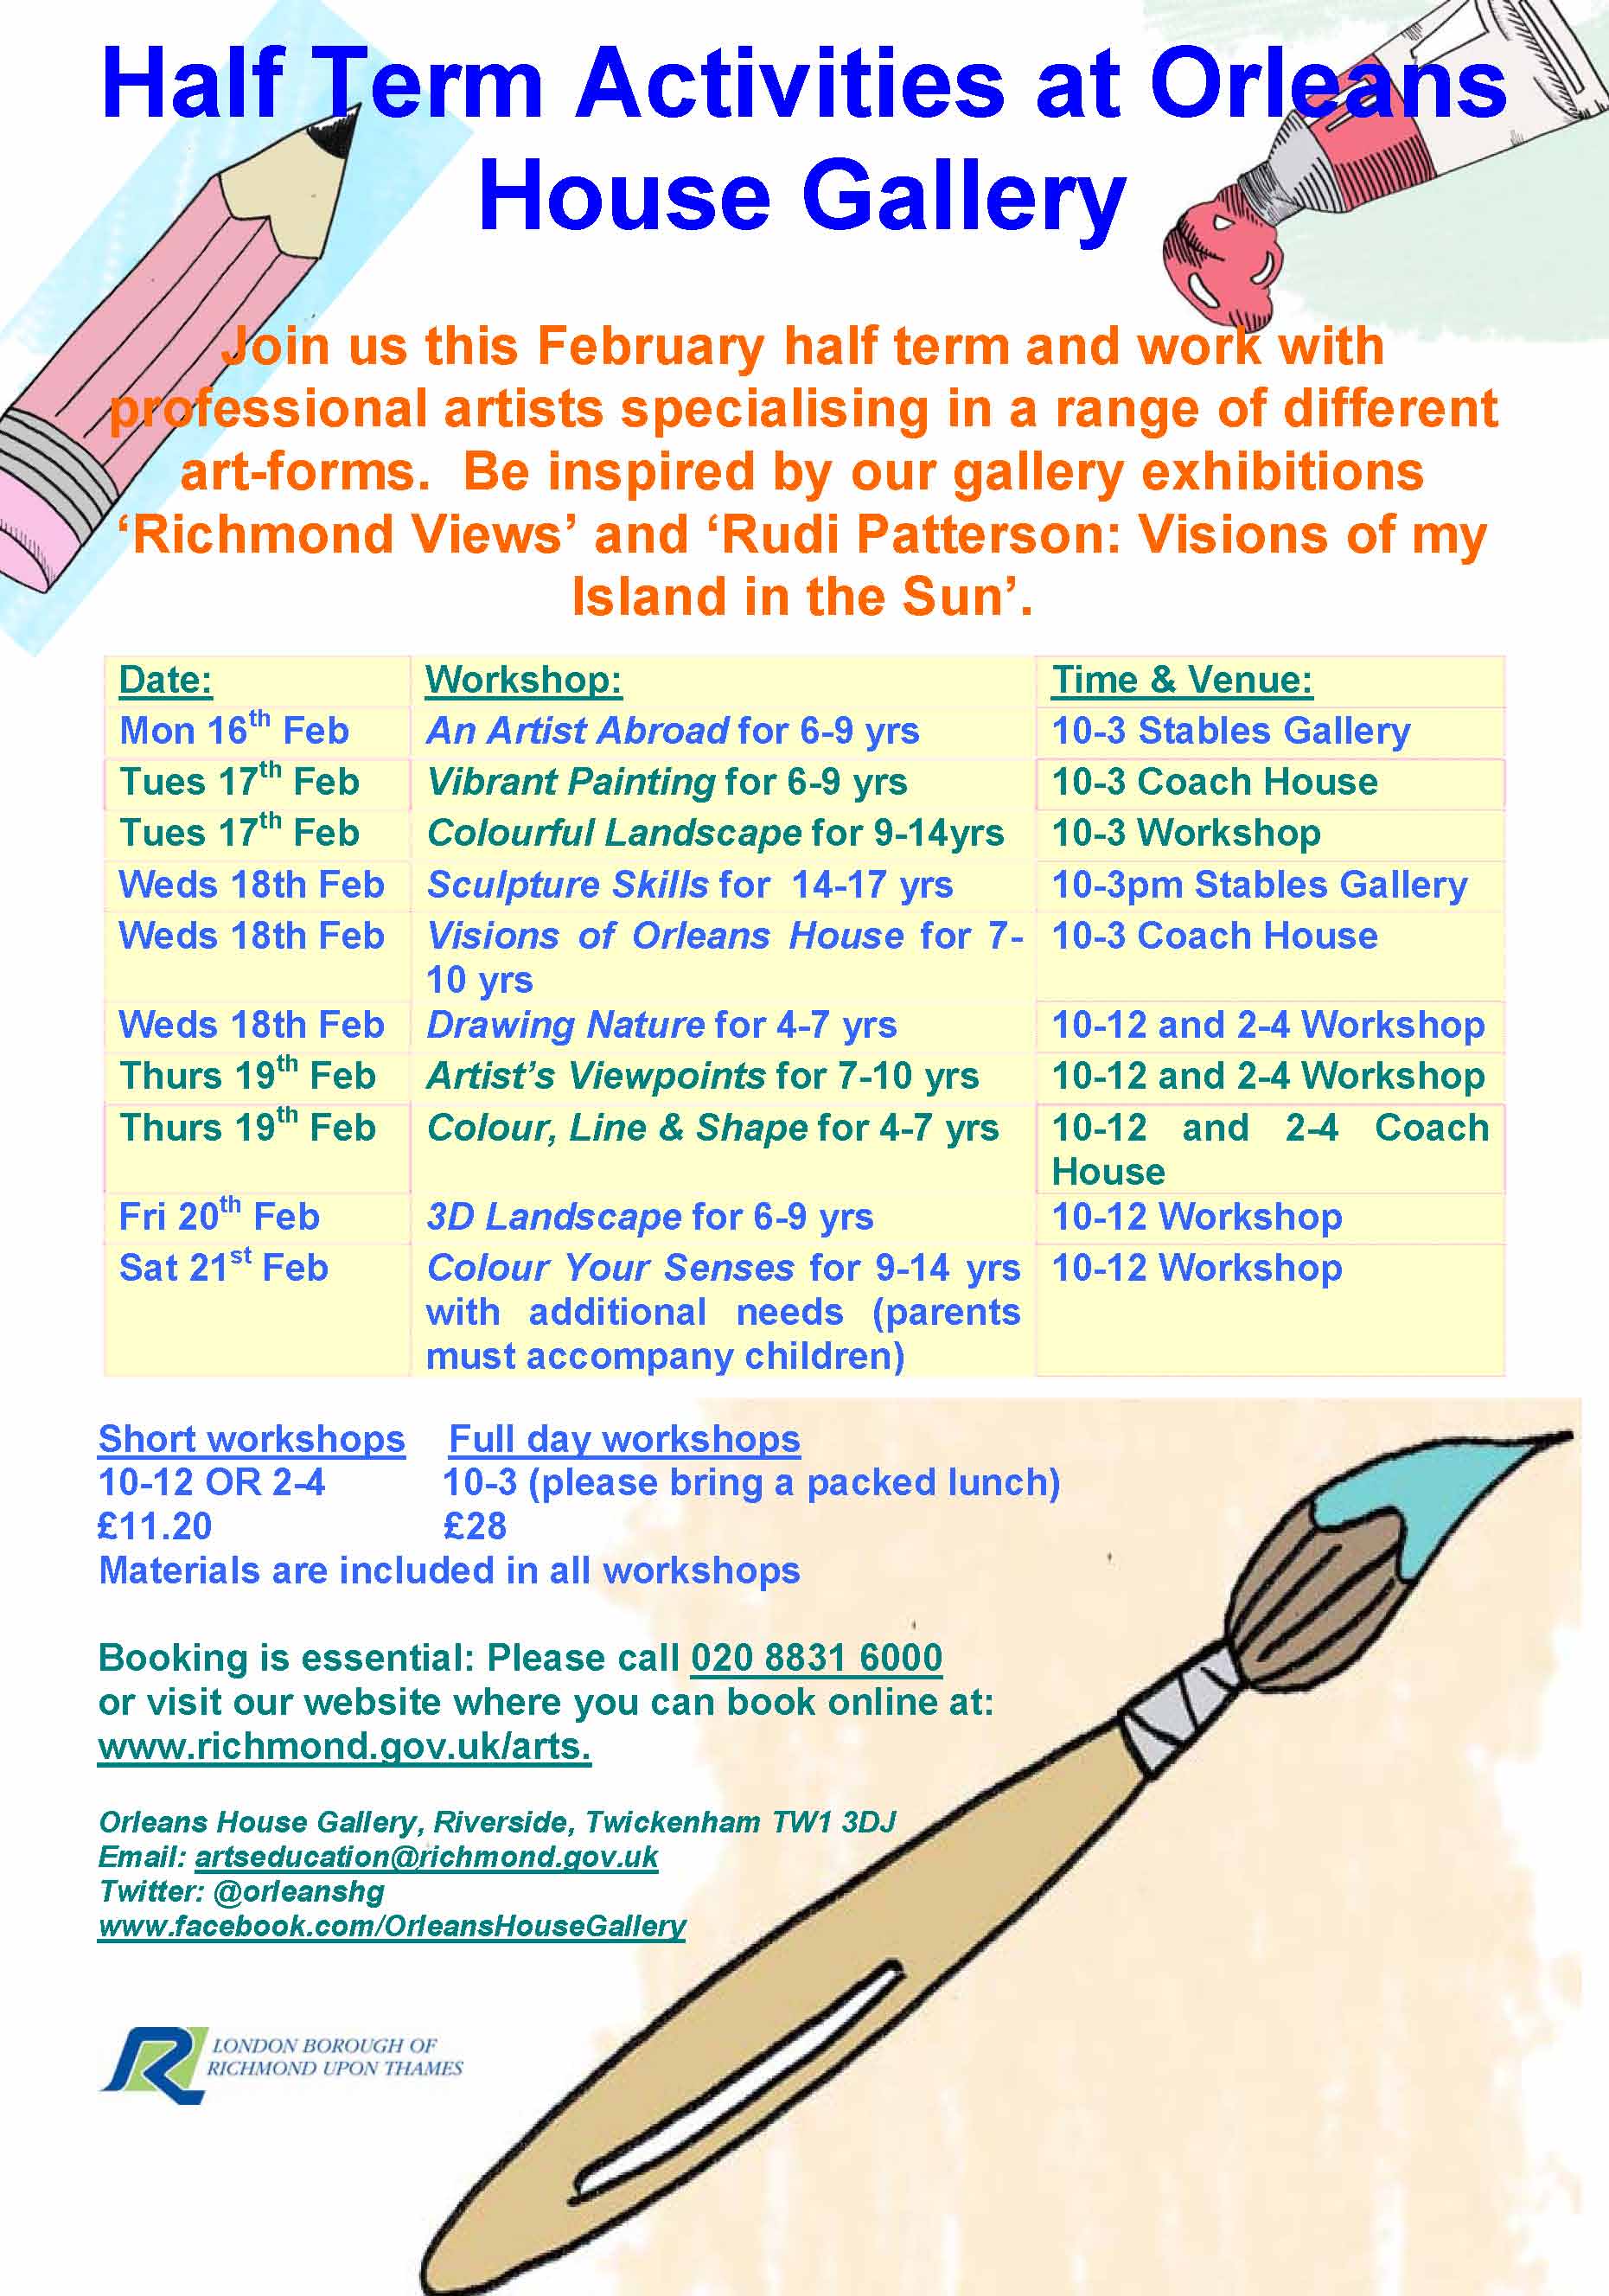 Half Term Activities at Orleans
House Gallery
Join us this February half term and work with
professional artists specialising in a range of different
art-forms.  Be inspired by our gallery exhibitions
‘Richmond Views’ and ‘Rudi Patterson: Visions of my
Island in the Sun’.
Date: Workshop: Time & Venue:
Mon 16th Feb An Artist Abroad for 6-9 yrs 10-3 Stables Gallery
Tues 17th Feb Vibrant Painting for 6-9 yrs 10-3 Coach House
Tues 17th Feb Colourful Landscape for 9-14yrs 10-3 Workshop
Weds 18th Feb Sculpture Skills for 14-17 yrs 10-3pm Stables Gallery
Weds 18th Feb Visions of Orleans House for 7- 10-3 Coach House
10 yrs
Weds 18th Feb Drawing Nature for 4-7 yrs 10-12 and 2-4 Workshop
Thurs 19th Feb Artist’s Viewpoints for 7-10 yrs 10-12 and 2-4 Workshop
Thurs 19th Feb Colour, Line & Shape for 4-7 yrs 10-12 and 2-4 Coach
House
Fri 20th Feb 3D Landscape for 6-9 yrs 10-12 Workshop
Sat 21st Feb Colour Your Senses for 9-14 yrs 10-12 Workshop
with additional needs (parents
must accompany children)
Short workshops Full day workshops
10-12 OR 2-4 10-3 (please bring a packed lunch)
£11.20 £28
Materials are included in all workshops
Booking is essential: Please call 020 8831 6000
or visit our website where you can book online at:
www.richmond.gov.uk/arts.
Orleans House Gallery, Riverside, Twickenham TW1 3DJ
Email: artseducation@richmond.gov.uk
Twitter: @orleanshg
www.facebook.com/OrleansHouseGallery
LONDON BOROUGH OF
RICHMOND UPON THAMES